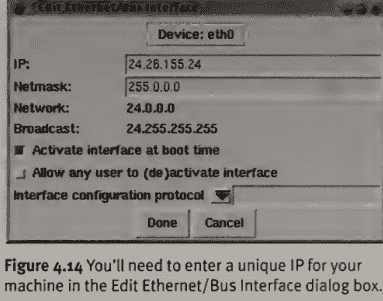 Edit Ethernet/Bus Interface
Device: eth0
IP: 24.26.155.24
Netmask: 255.0.0.0
Network: 24.0.0.0
Broadcast: 24.255.255.255
Activate interface at boot time
Allow any user to (de)activate interface
Interface configuration protocol
Done Cancel
Figure 4.14 You'll need to enter a unique IP for your
machine in the Edit Ethernet/Bus Interface dialog box.